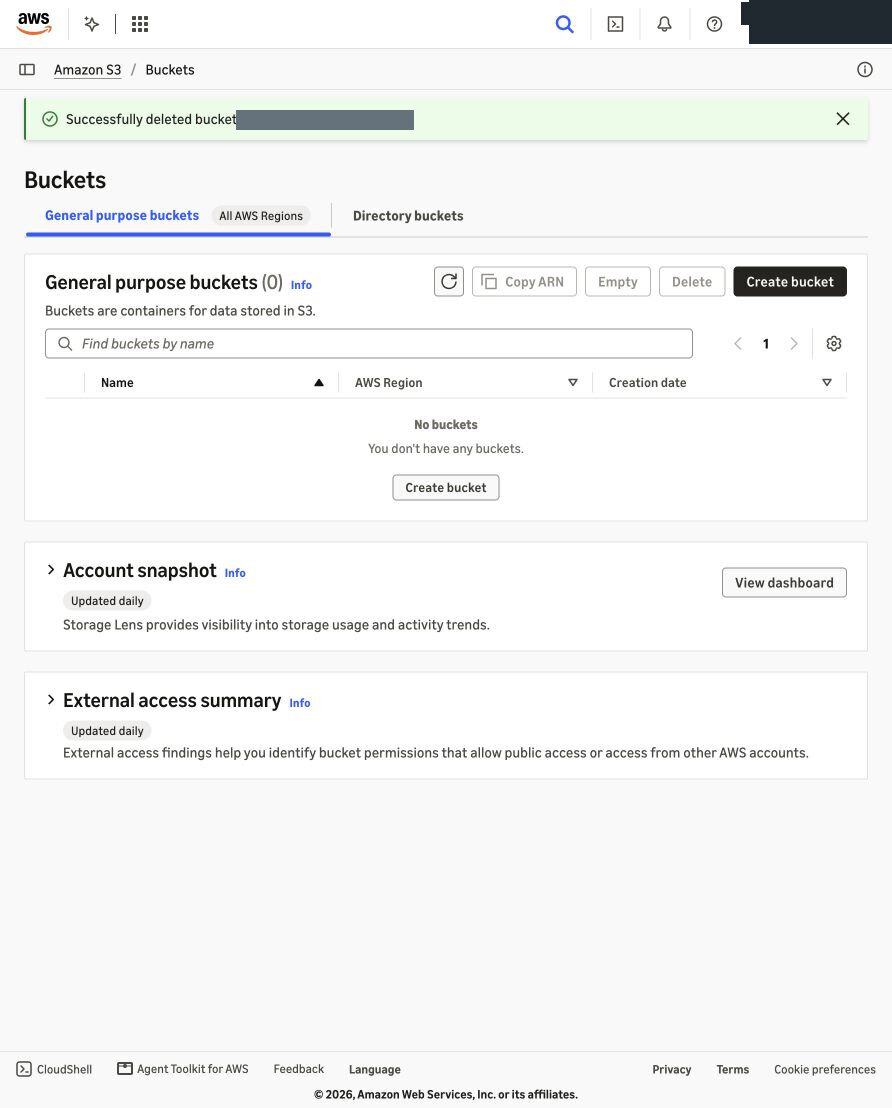 aws
Amazon S3 / Buckets
Successfully deleted bucket
Buckets
General purpose buckets All AWS Regions Directory buckets
General purpose buckets (0) Info Copy ARN Empty Delete Create bucket
Buckets are containers for data stored in S3.
Find buckets by name 1
Name AWS Region Creation date
No buckets
You don't have any buckets.
Create bucket
Account snapshot Info View dashboard
Updated daily
Storage Lens provides visibility into storage usage and activity trends.
External access summary Info
Updated daily
External access findings help you identify bucket permissions that allow public access or access from other AWS accounts.
CloudShell Agent Toolkit for AWS Feedback Language Privacy Terms Cookie preferences
© 2026, Amazon Web Services, Inc. or its affiliates.